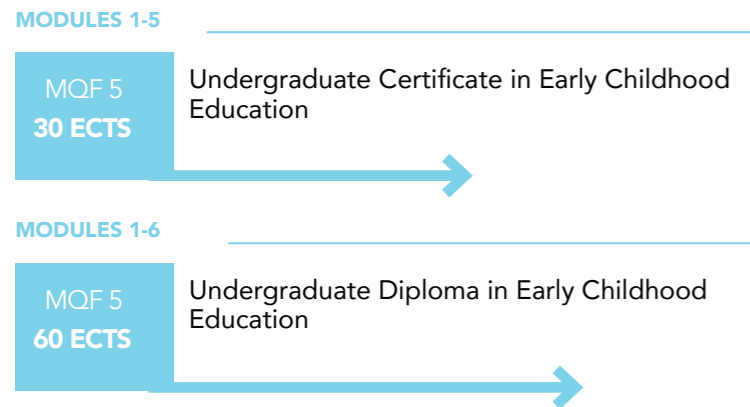 MODULES 1-5
MQF 5
30 ECTS
Undergraduate Certificate in Early Childhood
Education
MODULES 1-6
MQF 5
60 ECTS
Undergraduate Diploma in Early Childhood
Education